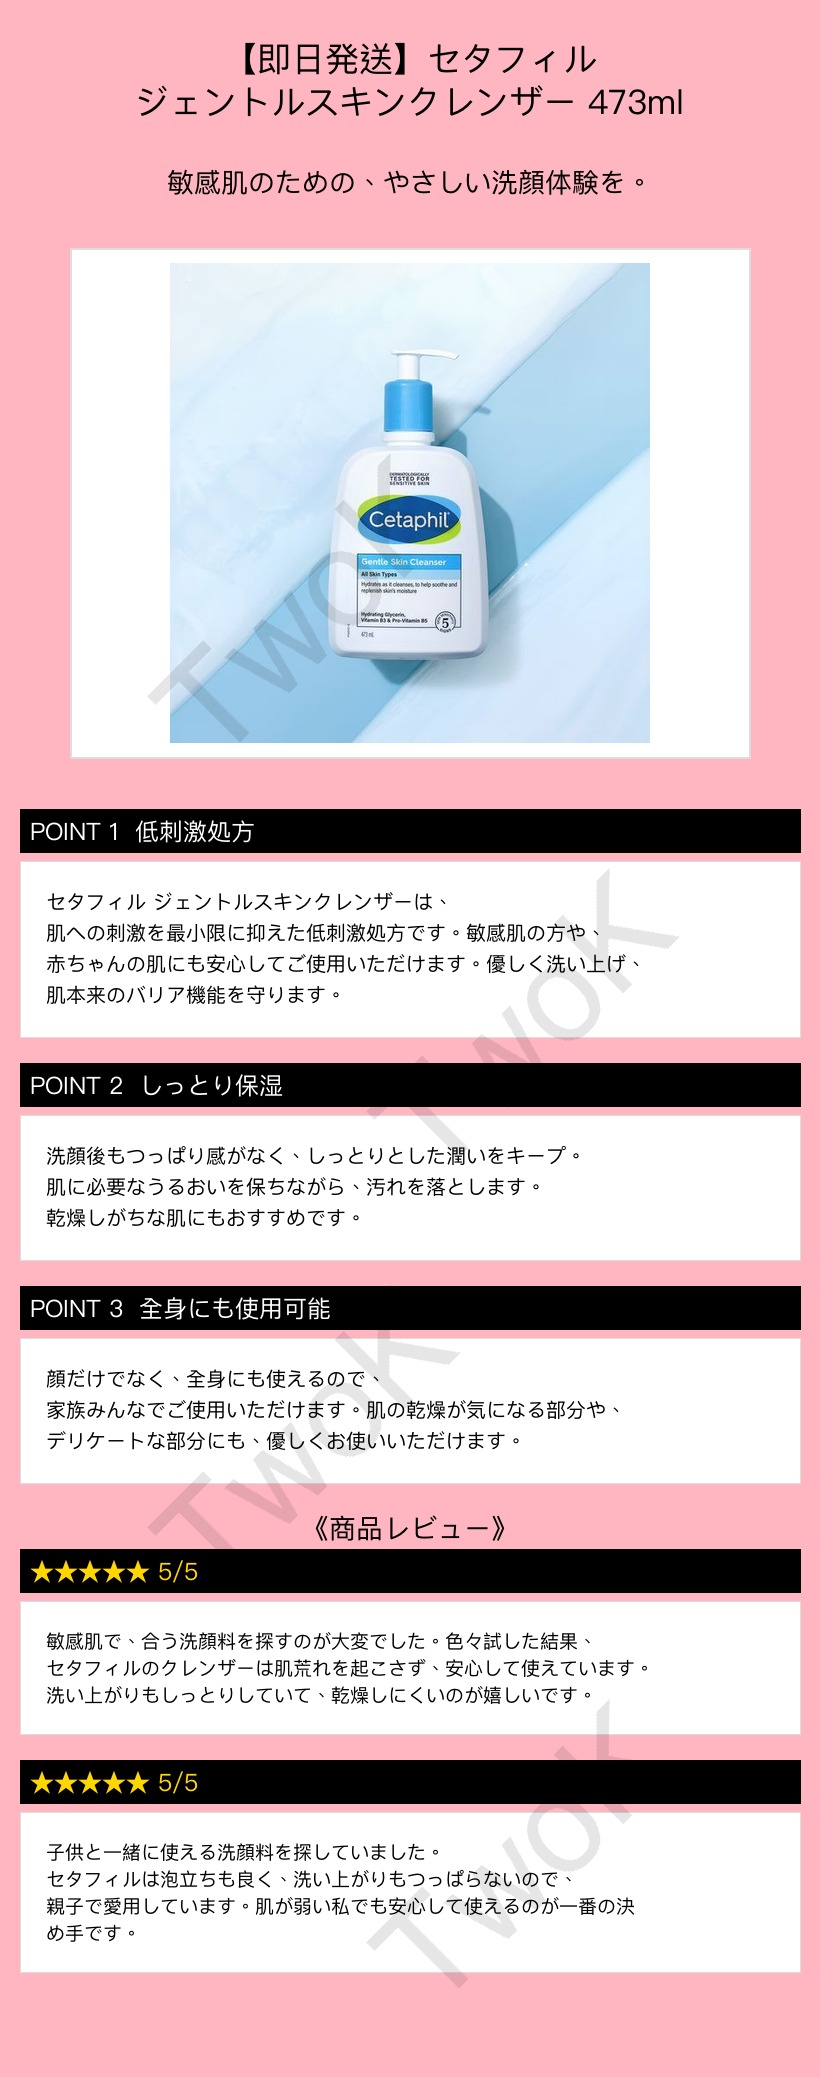 【即日発送】セタフィル
ジェントルスキンクレンザー 473ml
敏感肌のための、やさしい洗顔体験を。
DERMATOLOGICALLY
TESTED FOR
SENSITIVE SKIN
Cetaphil
Gentle Skin Cleanser
All Skin Types
Hydrates as it cleanses, to help soothe and
replenish skin's moisture
Hydrating Glycerin,
Vitamin B3 & Pro-Vitamin B5
5
473 mL
TwoK
POINT 1 低刺激処方
セタフィル ジェントルスキンクレンザーは、
肌への刺激を最小限に抑えた低刺激処方です。敏感肌の方や、
赤ちゃんの肌にも安心してご使用いただけます。優しく洗い上げ、
肌本来のバリア機能を守ります。
TwoK
POINT 2 しっとり保湿
洗顔後もつっぱり感がなく、しっとりとした潤いをキープ。
肌に必要なうるおいを保ちながら、汚れを落とします。
乾燥しがちな肌にもおすすめです。
POINT 3 全身にも使用可能
顔だけでなく、全身にも使えるので、
家族みんなでご使用いただけます。肌の乾燥が気になる部分や、
デリケートな部分にも、優しくお使いいただけます。
TwoK
《商品レビュー》
★★★★★ 5/5
敏感肌で、合う洗顔料を探すのが大変でした。色々試した結果、
セタフィルのクレンザーは肌荒れを起こさず、安心して使えています。
洗い上がりもしっとりしていて、乾燥しにくいのが嬉しいです。
★★★★★ 5/5
子供と一緒に使える洗顔料を探していました。
セタフィルは泡立ちも良く、洗い上がりもつっぱらないので、
親子で愛用しています。肌が弱い私でも安心して使えるのが一番の決
め手です。
TwoK